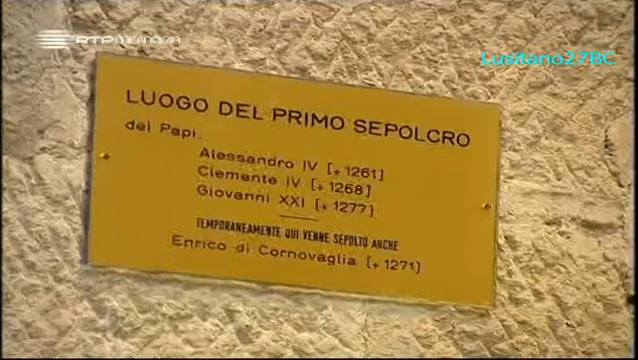 RTP MEMÓRIA
Lusitano27BC
LUOGO DEL PRIMO SEPOLCRO
dei Papi:
Alessandro IV [+1261]
Clemente IV [+1268]
Giovanni XXI [+1277]
TEMPORANEAMENTE QUI VENNE SEPOLTO ANCHE
Enrico di Cornovaglia [+1271]